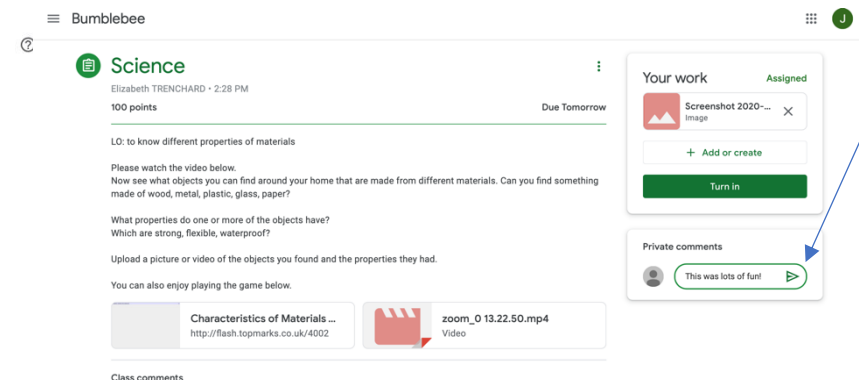 Bumblebee
J
Science
Elizabeth TRENCHARD • 2:28 PM
100 points
Due Tomorrow
LO: to know different properties of materials
Please watch the video below.
Now see what objects you can find around your home that are made from different materials. Can you find something
made of wood, metal, plastic, glass, paper?
What properties do one or more of the objects have?
Which are strong, flexible, waterproof?
Upload a picture or video of the objects you found and the properties they had.
You can also enjoy playing the game below.
Characteristics of Materials ...
http://flash.topmarks.co.uk/4002
zoom_0 13.22.50.mp4
Video
Class comments
Your work
Assigned
Screenshot 2020-...
Image
+ Add or create
Turn in
Private comments
This was lots of fun!